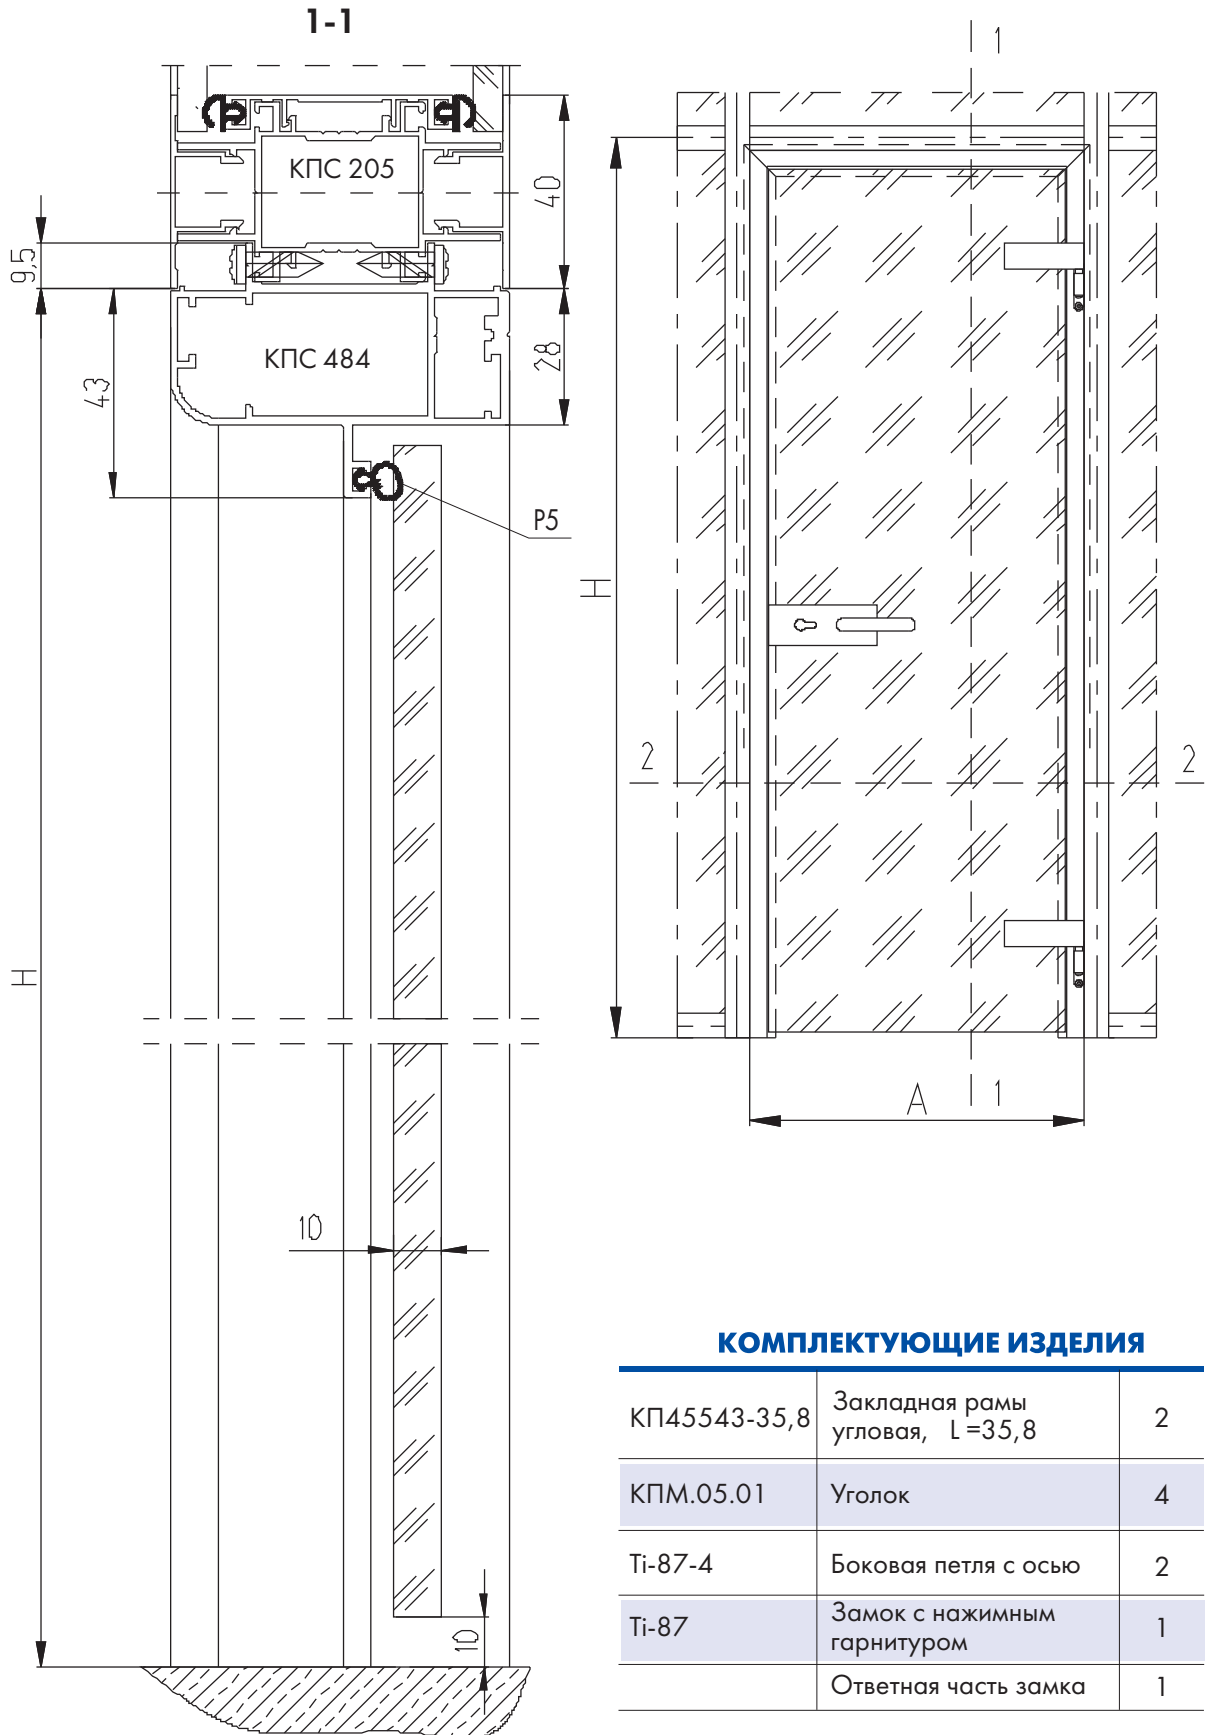 1-1
КПС 205
40
9,5
КПС 484
28
43
P5
H
10
10
1
H
2
2
A
1
КОМПЛЕКТУЮЩИЕ ИЗДЕЛИЯ
КП45543-35,8
Закладная рамы
угловая, L =35,8
2
КПМ.05.01
Уголок
4
Ti-87-4
Боковая петля с осью
2
Ti-87
Замок с нажимным
гарнитуром
1
Ответная часть замка
1